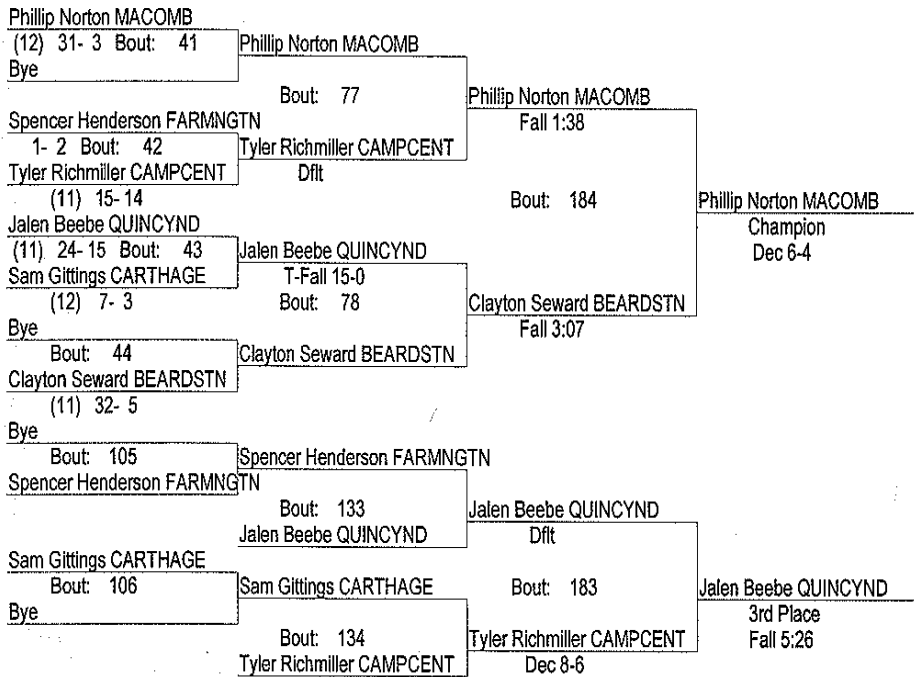 Phillip Norton MACOMB
(12) 31- 3 Bout: 41
Bye
Phillip Norton MACOMB
Bout: 77
Spencer Henderson FARMNGTN
1- 2 Bout: 42
Tyler Richmiller CAMPCENT
(11) 15- 14
Tyler Richmiller CAMPCENT
Dflt
Phillip Norton MACOMB
Fall 1:38
Bout: 184
Jalen Beebe QUINCYND
(11) 24- 15 Bout: 43
Sam Gittings CARTHAGE
(12) 7- 3
Jalen Beebe QUINCYND
T-Fall 15-0
Bout: 78
Bye
Bout: 44
Clayton Seward BEARDSTN
(11) 32- 5
Clayton Seward BEARDSTN
Clayton Seward BEARDSTN
Fall 3:07
Phillip Norton MACOMB
Champion
Dec 6-4
Bye
Bout: 105
Spencer Henderson FARMNGTN
Spencer Henderson FARMNGTN
Bout: 133
Jalen Beebe QUINCYND
Jalen Beebe QUINCYND
Dflt
Bout: 183
Sam Gittings CARTHAGE
Bout: 106
Bye
Sam Gittings CARTHAGE
Bout: 134
Tyler Richmiller CAMPCENT
Tyler Richmiller CAMPCENT
Dec 8-6
Jalen Beebe QUINCYND
3rd Place
Fall 5:26